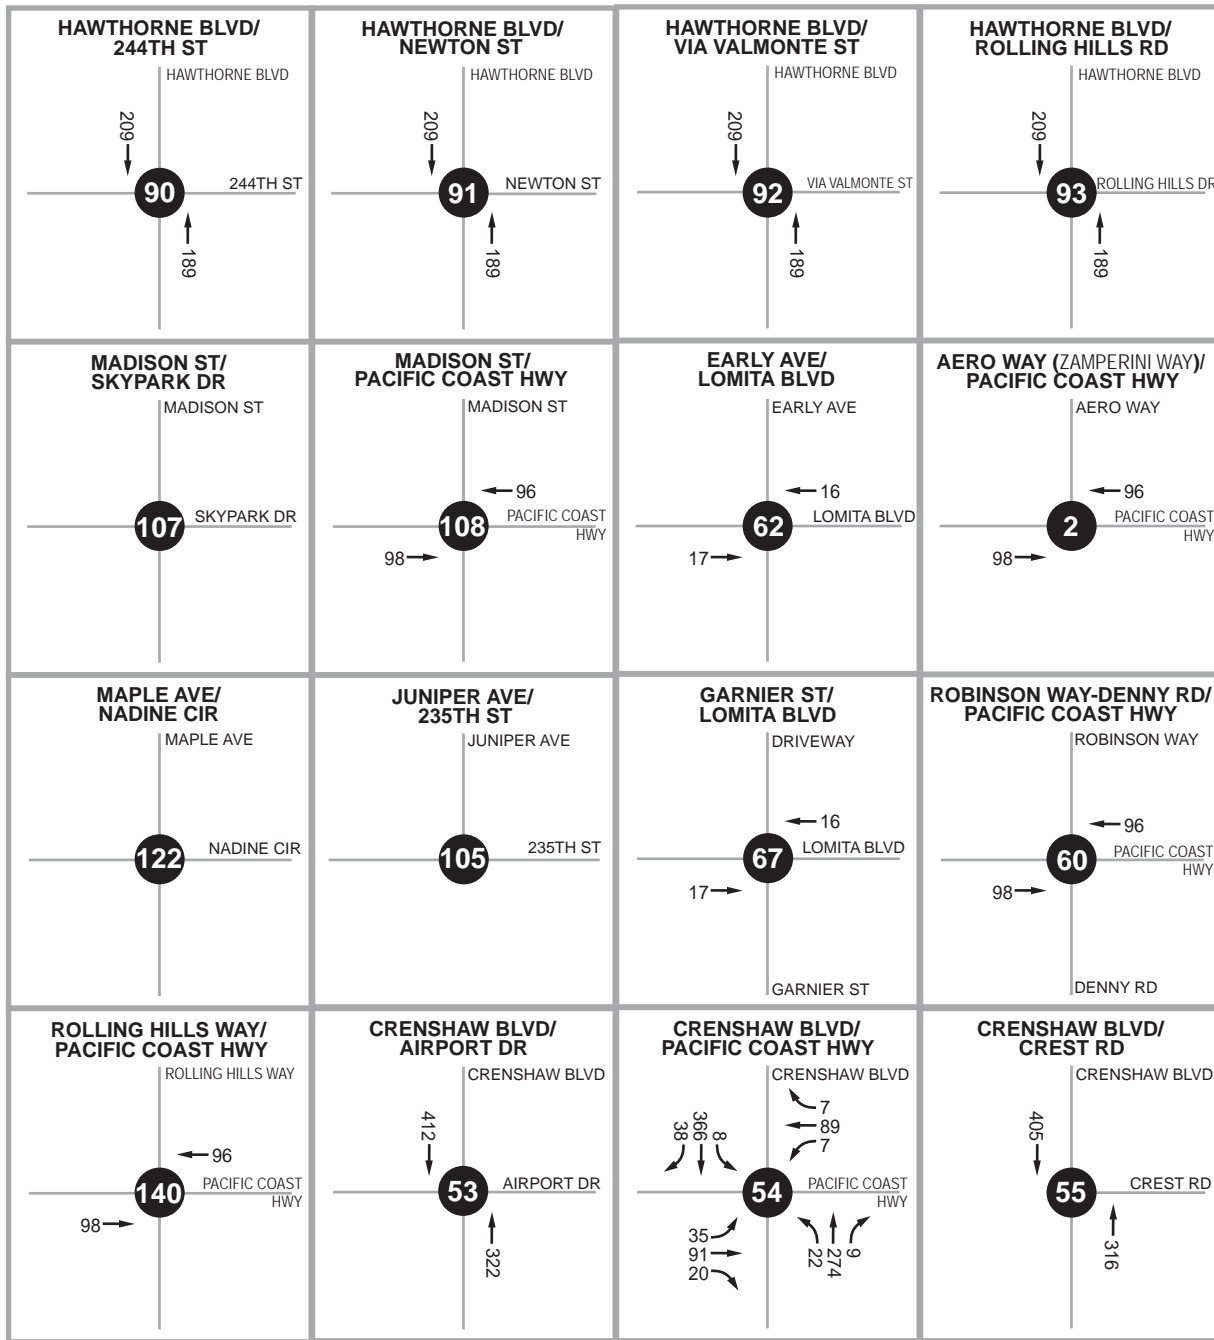 HAWTHORNE BLVD/
244TH ST
HAWTHORNE BLVD
209
90
244TH ST
189
HAWTHORNE BLVD/
NEWTON ST
HAWTHORNE BLVD
209
91
NEWTON ST
189
HAWTHORNE BLVD/
VIA VALMONTE ST
HAWTHORNE BLVD
209
92
VIA VALMONTE ST
189
HAWTHORNE BLVD/
ROLLING HILLS RD
HAWTHORNE BLVD
209
93
ROLLING HILLS DR
189
MADISON ST/
SKYPARK DR
MADISON ST
107
SKYPARK DR
MADISON ST/
PACIFIC COAST HWY
MADISON ST
96
108
PACIFIC COAST
HWY
98
EARLY AVE/
LOMITA BLVD
EARLY AVE
16
62
LOMITA BLVD
17
AERO WAY (ZAMPERINI WAY)/
PACIFIC COAST HWY
AERO WAY
96
2
PACIFIC COAST
HWY
98
MAPLE AVE/
NADINE CIR
MAPLE AVE
122
NADINE CIR
JUNIPER AVE/
235TH ST
JUNIPER AVE
105
235TH ST
GARNIER ST/
LOMITA BLVD
DRIVEWAY
16
67
LOMITA BLVD
17
GARNIER ST
ROBINSON WAY-DENNY RD/
PACIFIC COAST HWY
ROBINSON WAY
96
60
PACIFIC COAST
HWY
98
DENNY RD
ROLLING HILLS WAY/
PACIFIC COAST HWY
ROLLING HILLS WAY
96
140
PACIFIC COAST
HWY
98
CRENSHAW BLVD/
AIRPORT DR
CRENSHAW BLVD
412
53
AIRPORT DR
322
CRENSHAW BLVD/
PACIFIC COAST HWY
CRENSHAW BLVD
7
89
7
38
366
8
54
PACIFIC COAST
HWY
35
91
20
22
274
9
CRENSHAW BLVD/
CREST RD
CRENSHAW BLVD
405
55
CREST RD
316